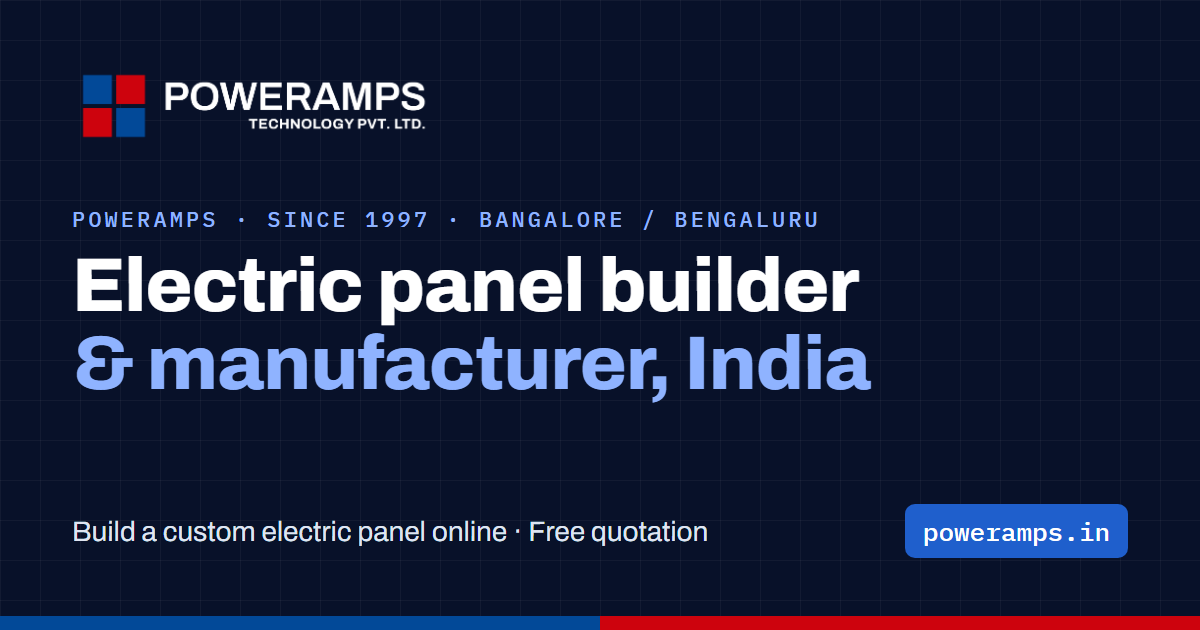 POWERAMPS
TECHNOLOGY PVT. LTD.
POWERAMPS · SINCE 1997 · BANGALORE / BENGALURU
Electric panel builder
& manufacturer, India
Build a custom electric panel online · Free quotation
poweramps.in